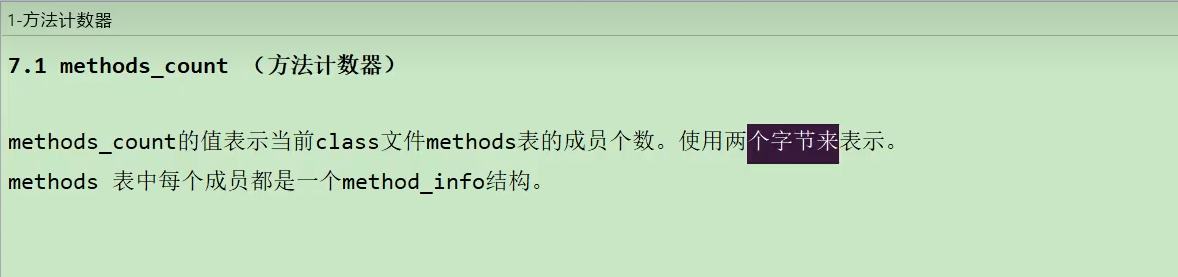 1-方法计数器
7.1 methods_count （方法计数器）
methods_count的值表示当前class文件methods表的成员个数。使用两个字节来表示。
methods 表中每个成员都是一个method_info结构。